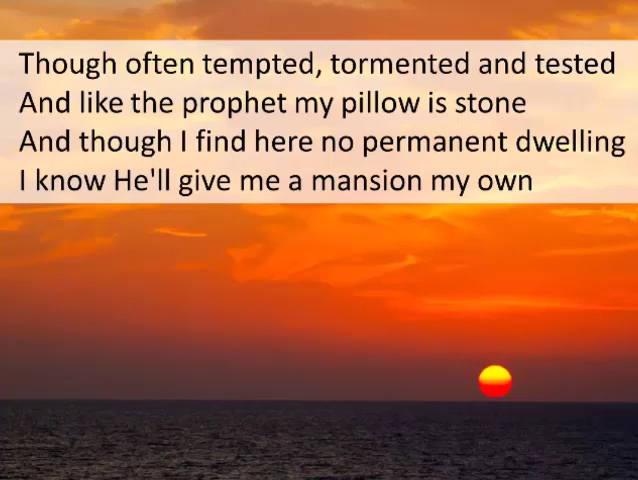 Though often tempted, tormented and tested
And like the prophet my pillow is stone
And though I find here no permanent dwelling
I know He'll give me a mansion my own